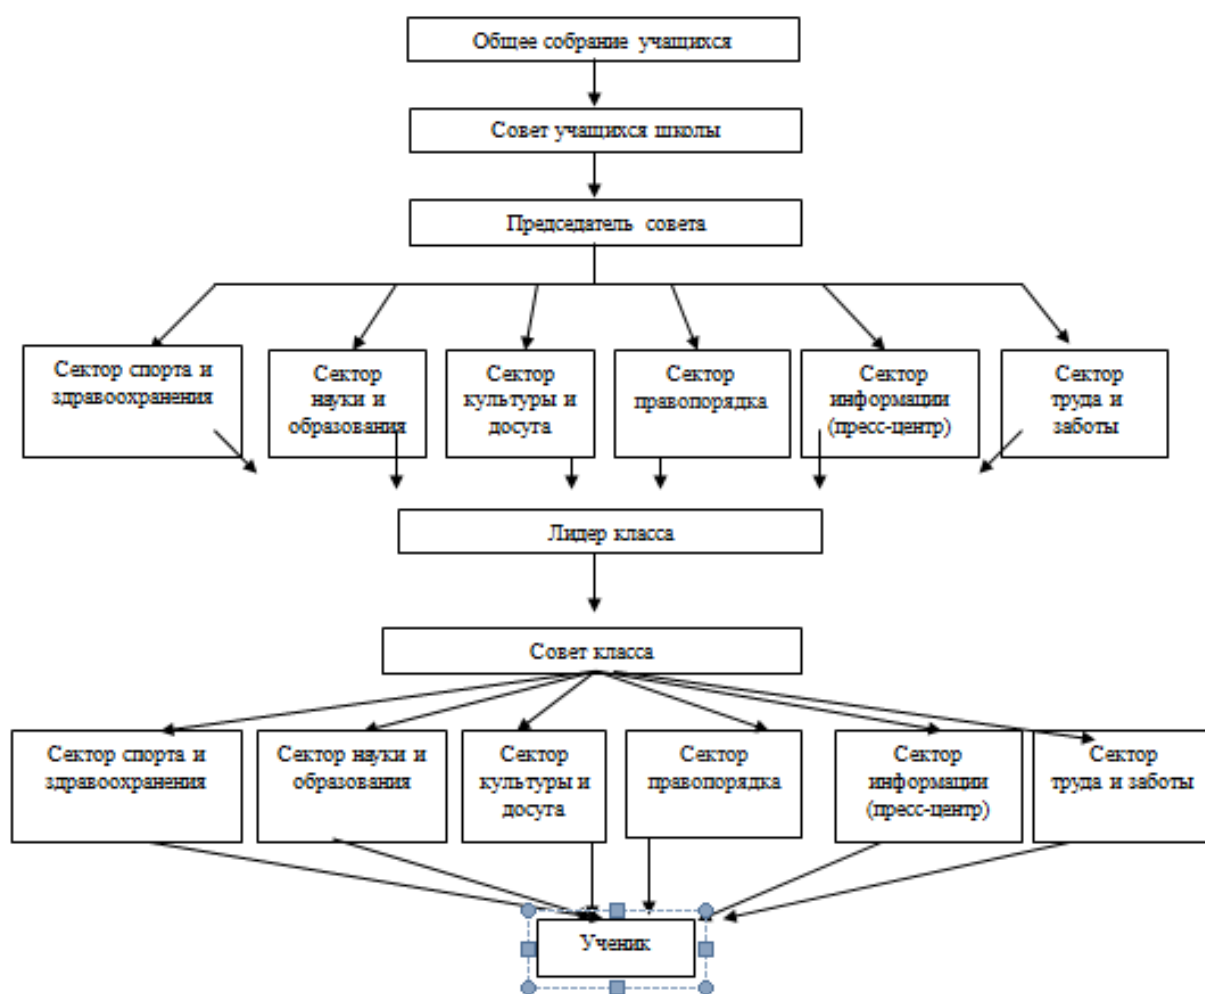 Общее собрание учащихся
Совет учащихся школы
Председатель совета
Сектор спорта и
здравоохранения
Сектор
науки и
образования
Сектор
культуры и
досуга
Сектор
правопорядка
Сектор
информации
(пресс-центр)
Сектор
труда и
заботы
Лидер класса
Совет класса
Сектор спорта и
здравоохранения
Сектор науки и
образования
Сектор
культуры и
досуга
Сектор
правопорядка
Сектор
информации
(пресс-центр)
Сектор
труда и заботы
Ученик